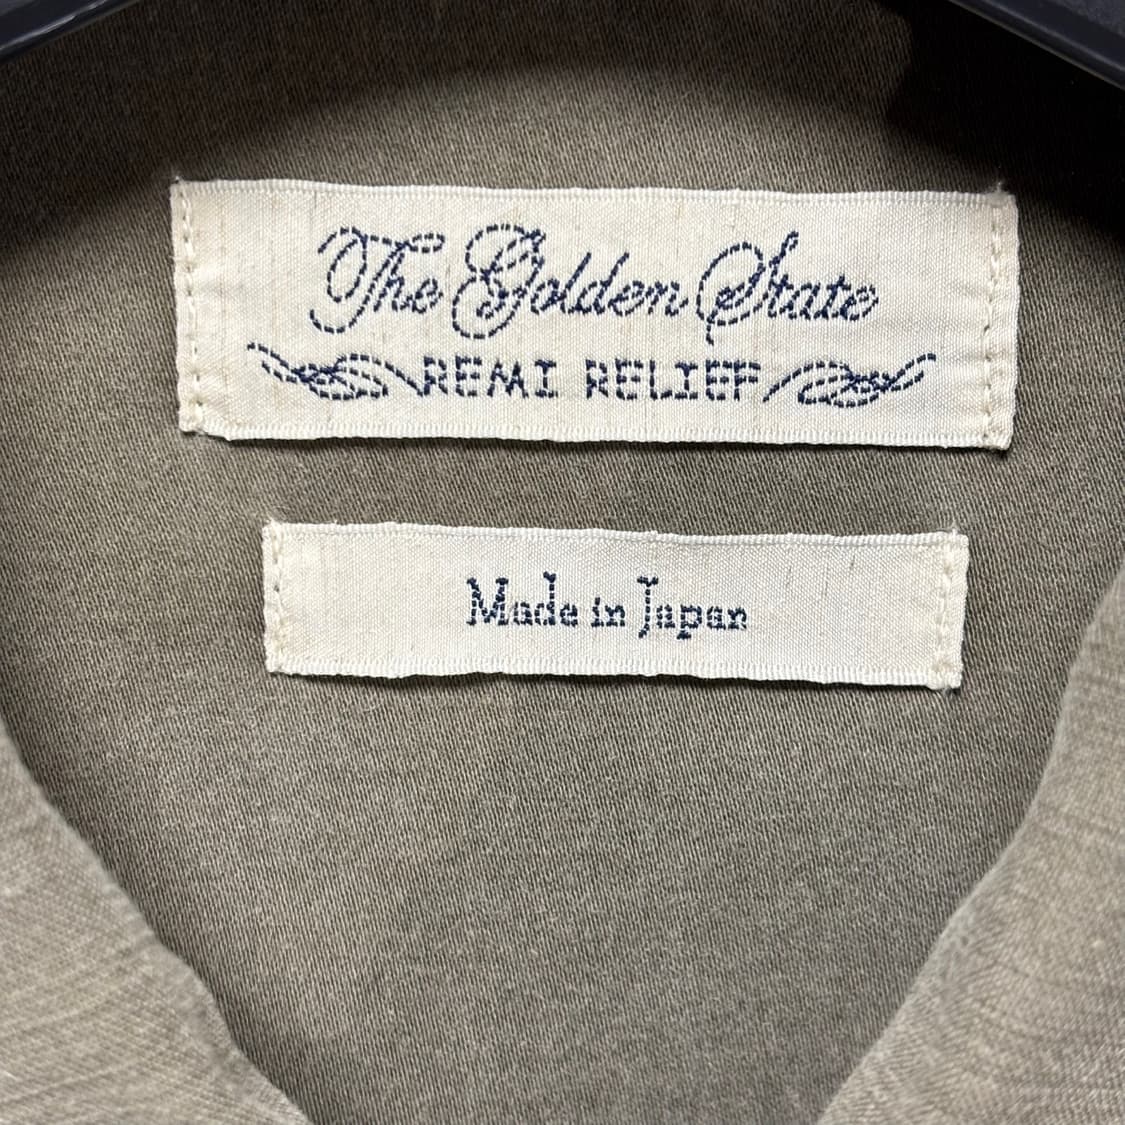 The Golden State
REMI RELIEF
Made in Japan